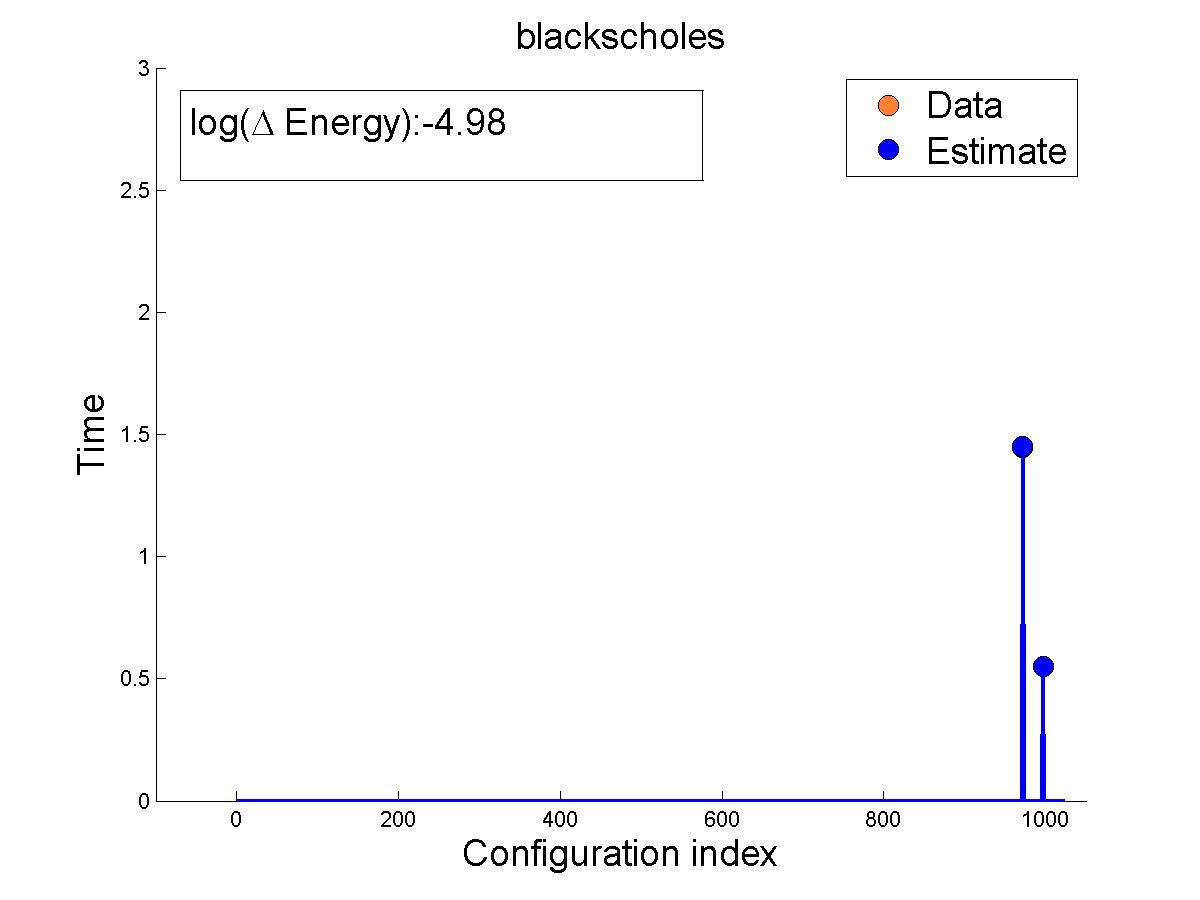 blackscholes
log(Δ Energy):-4.98
Data
Estimate
3
2.5
2
1.5
1
0.5
0
Time
0 200 400 600 800 1000
Configuration index